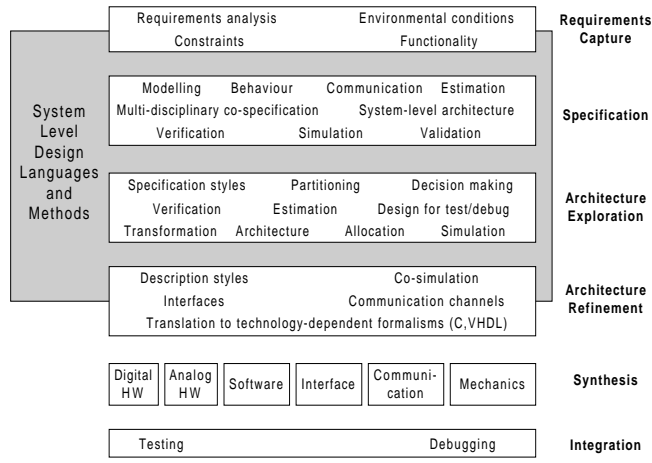 Requirements analysis Environmental conditions
Constraints Functionality
Requirements
Capture
System
Level
Design
Languages
and
Methods
Modelling Behaviour Communication Estimation
Multi-disciplinary co-specification System-level architecture
Verification Simulation Validation
Specification
Specification styles Partitioning Decision making
Verification Estimation Design for test/debug
Transformation Architecture Allocation Simulation
Architecture
Exploration
Description styles Co-simulation
Interfaces Communication channels
Translation to technology-dependent formalisms (C,VHDL)
Architecture
Refinement
Digital
HW
Analog
HW
Software
Interface
Communi-
cation
Mechanics
Synthesis
Testing Debugging
Integration